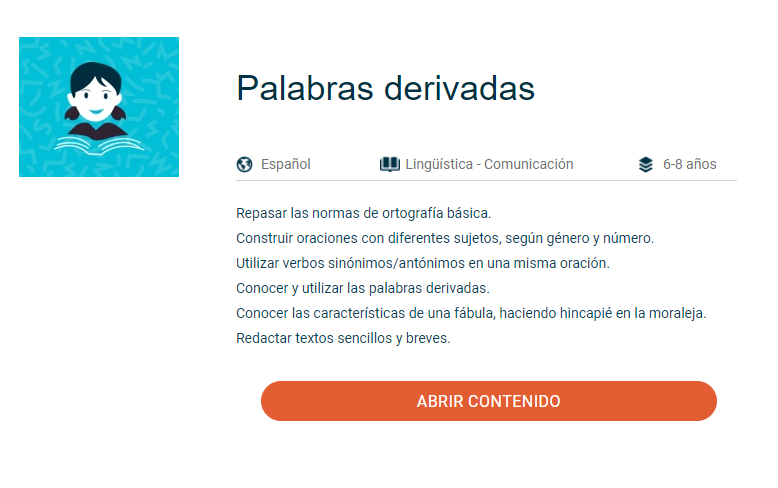 Palabras derivadas
Español
Lingüística - Comunicación
6-8 años
Repasar las normas de ortografía básica.
Construir oraciones con diferentes sujetos, según género y número.
Utilizar verbos sinónimos/antónimos en una misma oración.
Conocer y utilizar las palabras derivadas.
Conocer las características de una fábula, haciendo hincapié en la moraleja.
Redactar textos sencillos y breves.
ABRIR CONTENIDO